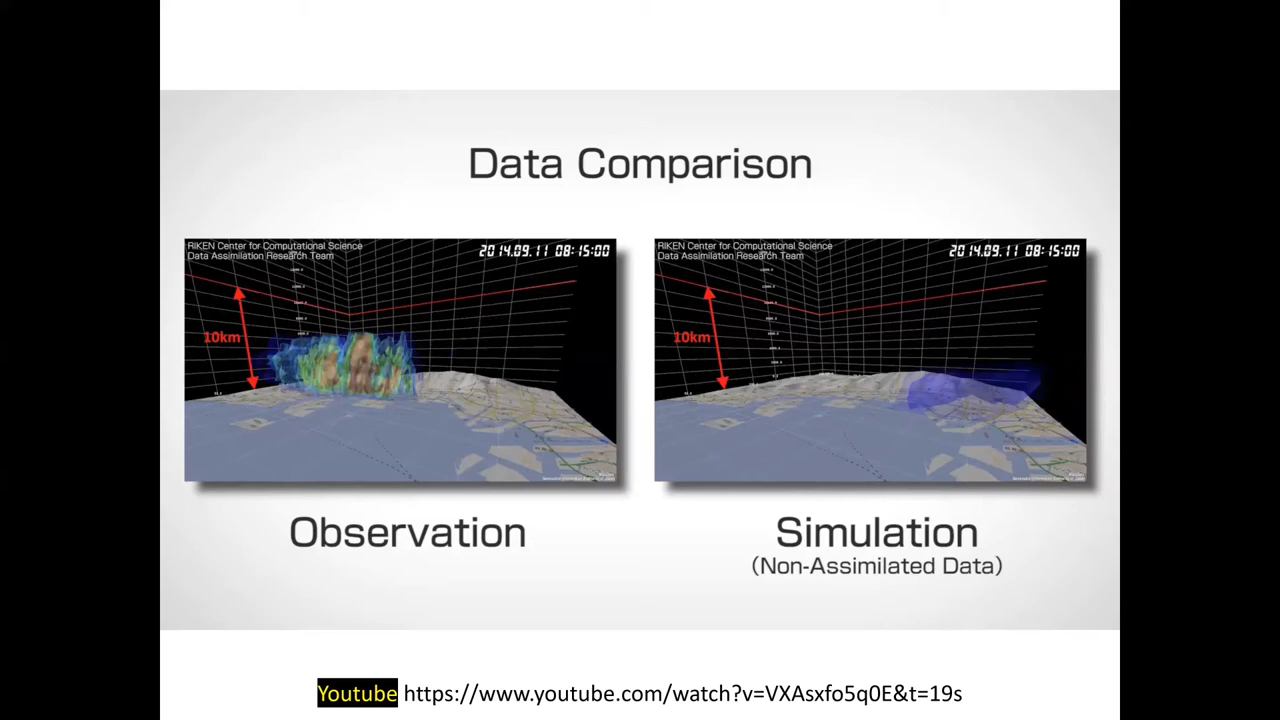 Data Comparison
RIKEN Center for Computational Science
Data Assimilation Research Team
2014.09.11 08:15:00
10km
RIKEN Center for Computational Science
Data Assimilation Research Team
2014.09.11 08:15:00
10km
Observation
Simulation
(Non-Assimilated Data)
Youtube https://www.youtube.com/watch?v=VXAsxfo5q0E&t=19s